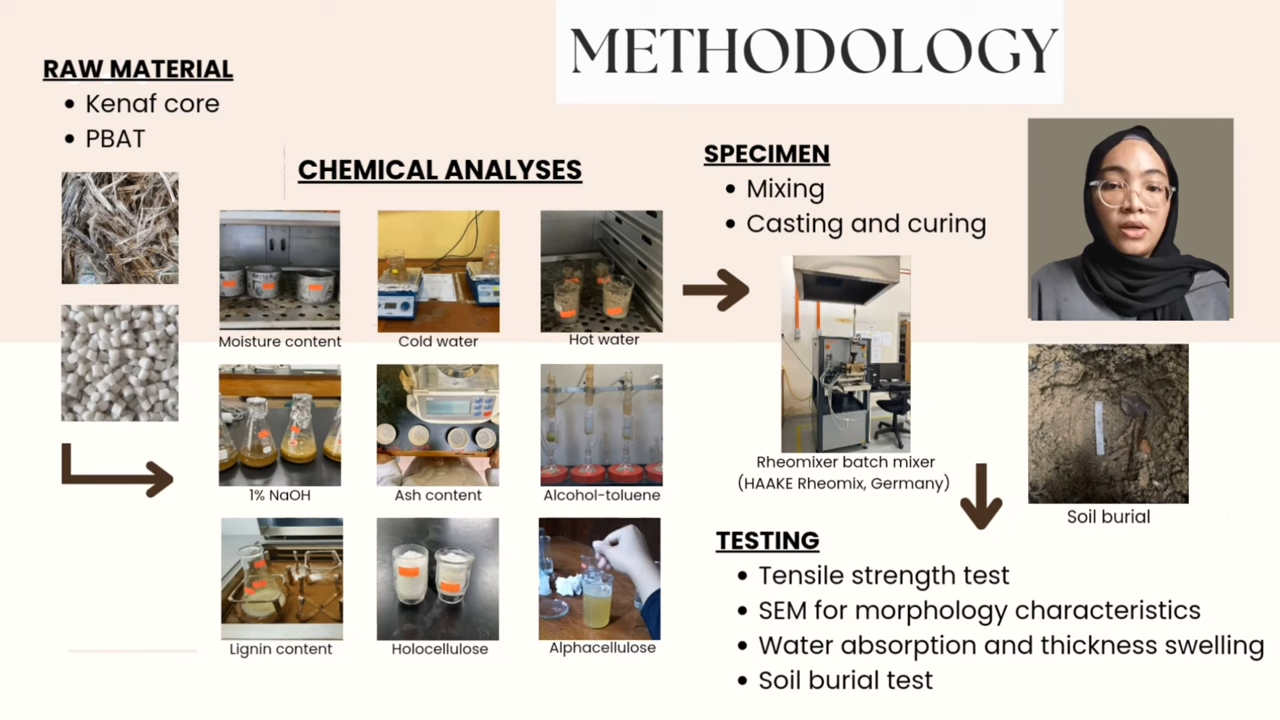 METHODOLOGY
RAW MATERIAL
• Kenaf core
• PBAT
CHEMICAL ANALYSES
Moisture content
Cold water
Hot water
1% NaOH
Ash content
Alcohol-toluene
Lignin content
Holocellulose
Alphacellulose
SPECIMEN
• Mixing
• Casting and curing
Rheomixer batch mixer
(HAAKE Rheomix, Germany)
Soil burial
TESTING
• Tensile strength test
• SEM for morphology characteristics
• Water absorption and thickness swelling
• Soil burial test